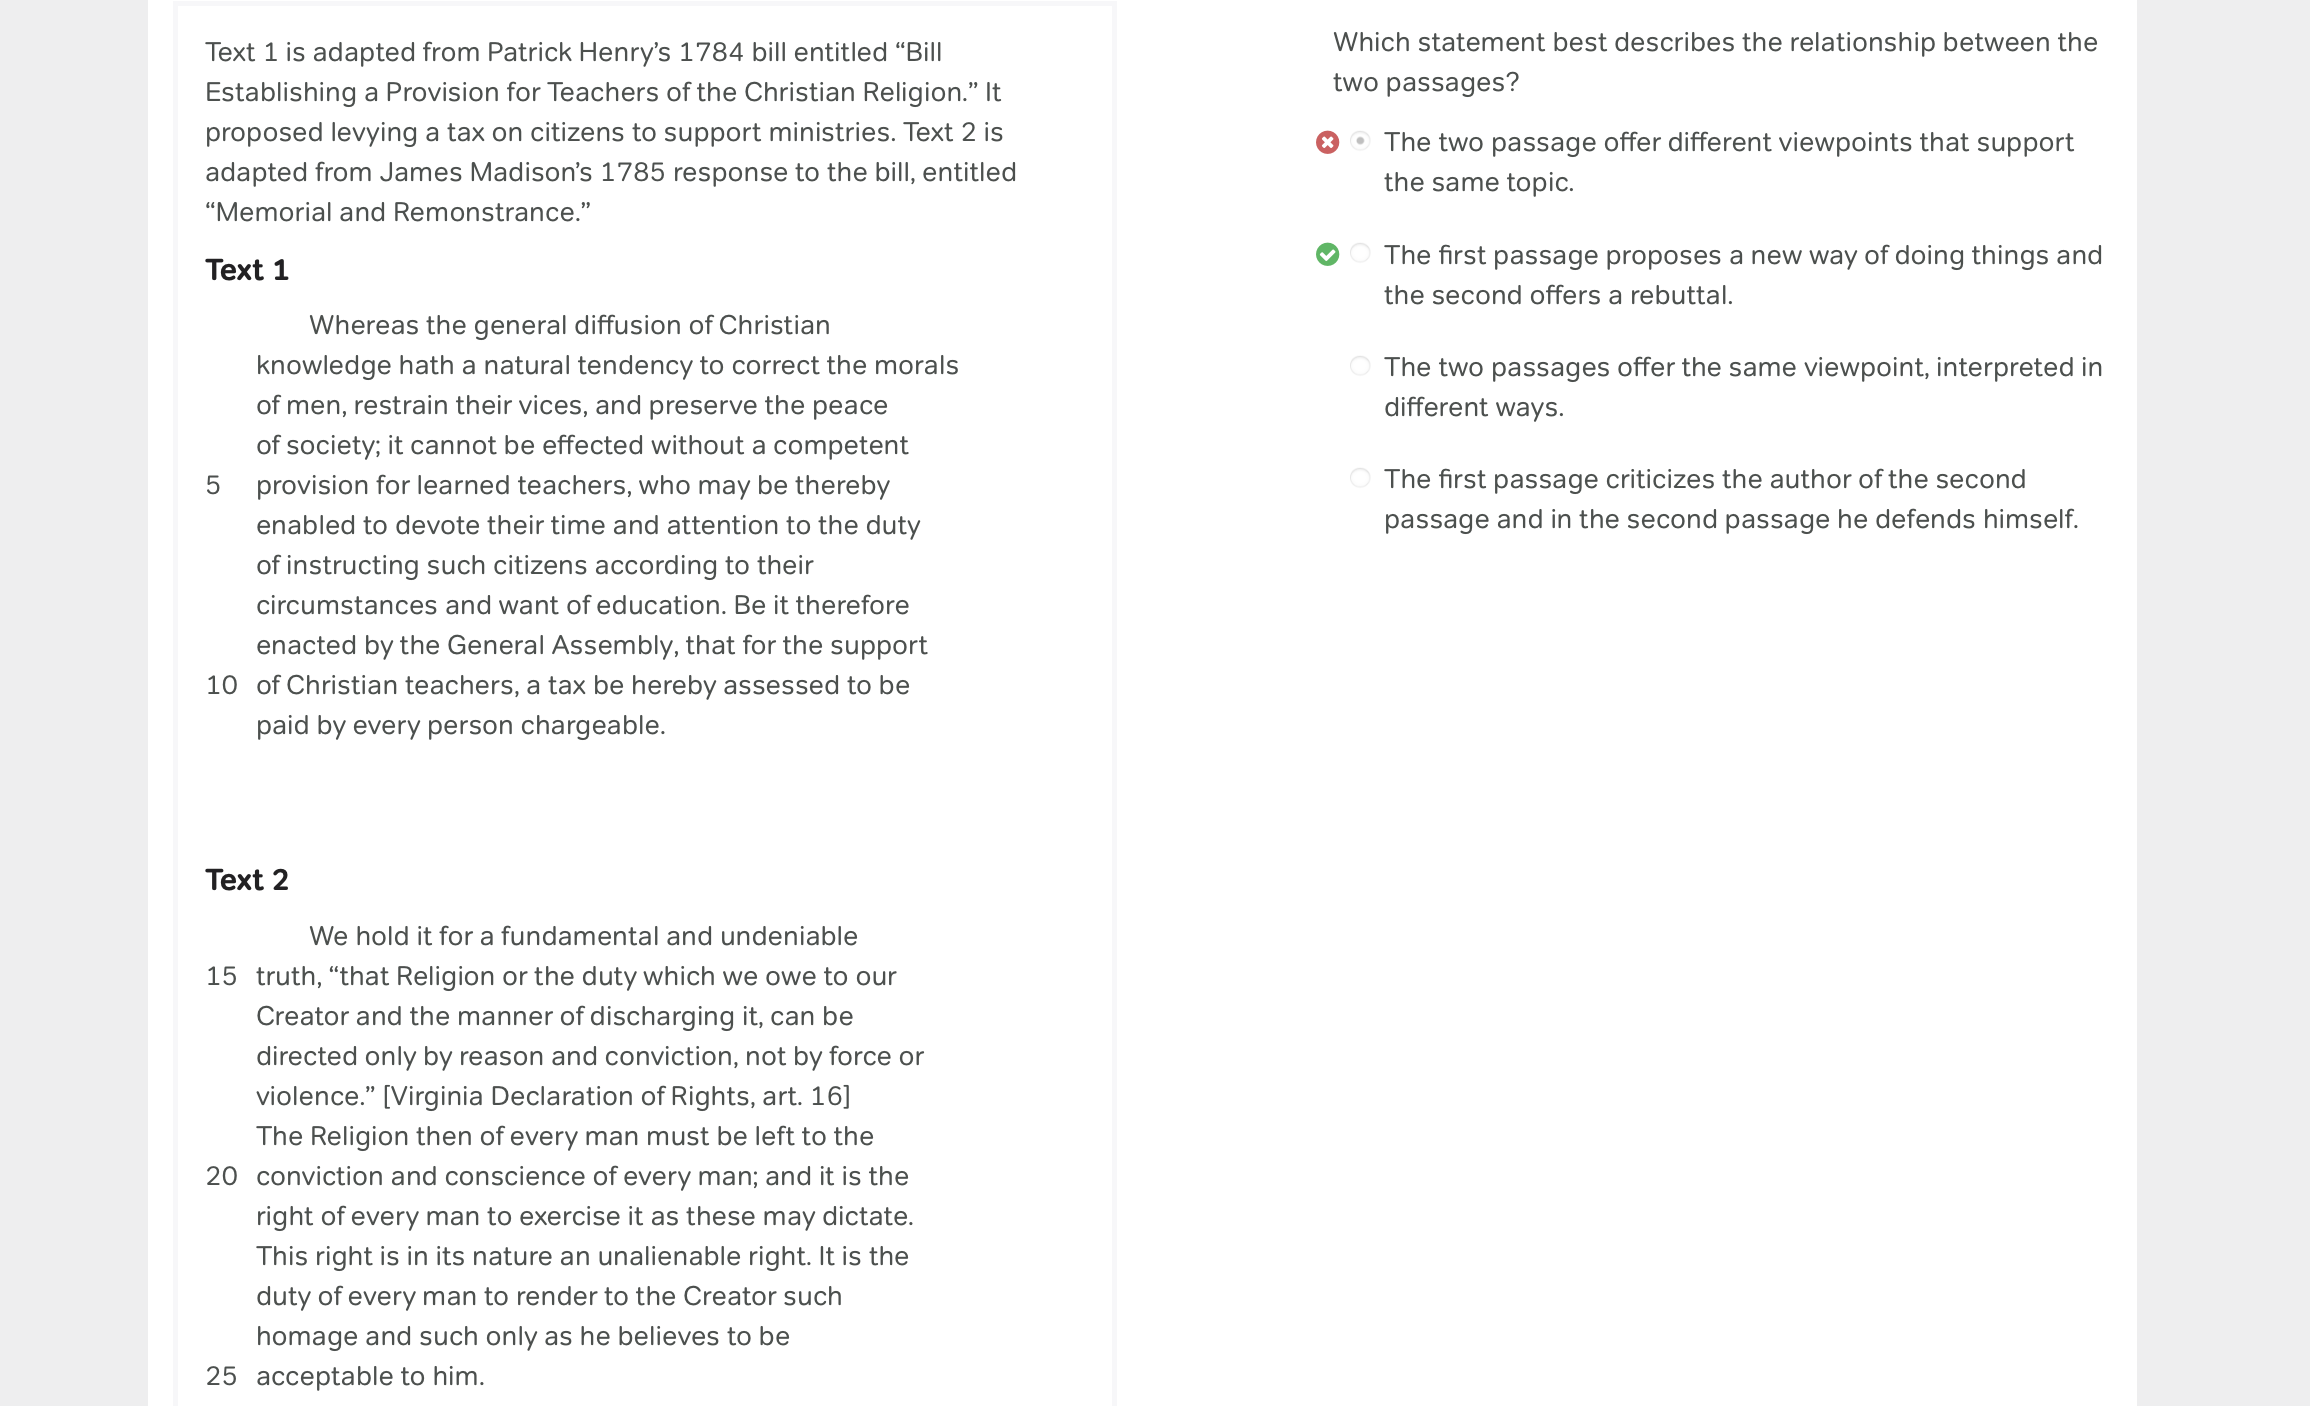 Text 1 is adapted from Patrick Henry’s 1784 bill entitled “Bill
Establishing a Provision for Teachers of the Christian Religion.” It
proposed levying a tax on citizens to support ministries. Text 2 is
adapted from James Madison’s 1785 response to the bill, entitled
“Memorial and Remonstrance.”
Text 1
Whereas the general diffusion of Christian
knowledge hath a natural tendency to correct the morals
of men, restrain their vices, and preserve the peace
of society; it cannot be effected without a competent
5 provision for learned teachers, who may be thereby
enabled to devote their time and attention to the duty
of instructing such citizens according to their
circumstances and want of education. Be it therefore
enacted by the General Assembly, that for the support
10 of Christian teachers, a tax be hereby assessed to be
paid by every person chargeable.
Text 2
We hold it for a fundamental and undeniable
15 truth, “that Religion or the duty which we owe to our
Creator and the manner of discharging it, can be
directed only by reason and conviction, not by force or
violence.” [Virginia Declaration of Rights, art. 16]
The Religion then of every man must be left to the
20 conviction and conscience of every man; and it is the
right of every man to exercise it as these may dictate.
This right is in its nature an unalienable right. It is the
duty of every man to render to the Creator such
homage and such only as he believes to be
25 acceptable to him.
Which statement best describes the relationship between the
two passages?
The two passage offer different viewpoints that support
the same topic.
The first passage proposes a new way of doing things and
the second offers a rebuttal.
The two passages offer the same viewpoint, interpreted in
different ways.
The first passage criticizes the author of the second
passage and in the second passage he defends himself.